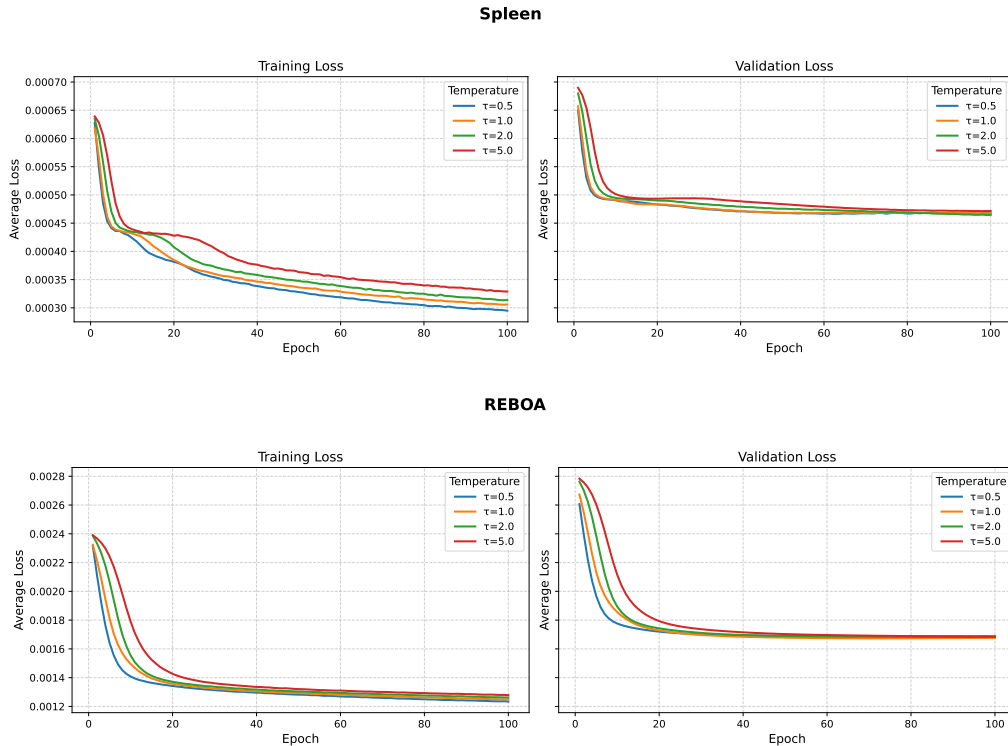 Spleen
Training Loss
Average Loss
0.00070
0.00065
0.00060
0.00055
0.00050
0.00045
0.00040
0.00035
0.00030
Temperature
τ=0.5
τ=1.0
τ=2.0
τ=5.0
0 20 40 60 80 100
Epoch
Validation Loss
Average Loss
Temperature
τ=0.5
τ=1.0
τ=2.0
τ=5.0
0 20 40 60 80 100
Epoch
REBOA
Training Loss
Average Loss
0.0028
0.0026
0.0024
0.0022
0.0020
0.0018
0.0016
0.0014
0.0012
Temperature
τ=0.5
τ=1.0
τ=2.0
τ=5.0
0 20 40 60 80 100
Epoch
Validation Loss
Average Loss
Temperature
τ=0.5
τ=1.0
τ=2.0
τ=5.0
0 20 40 60 80 100
Epoch